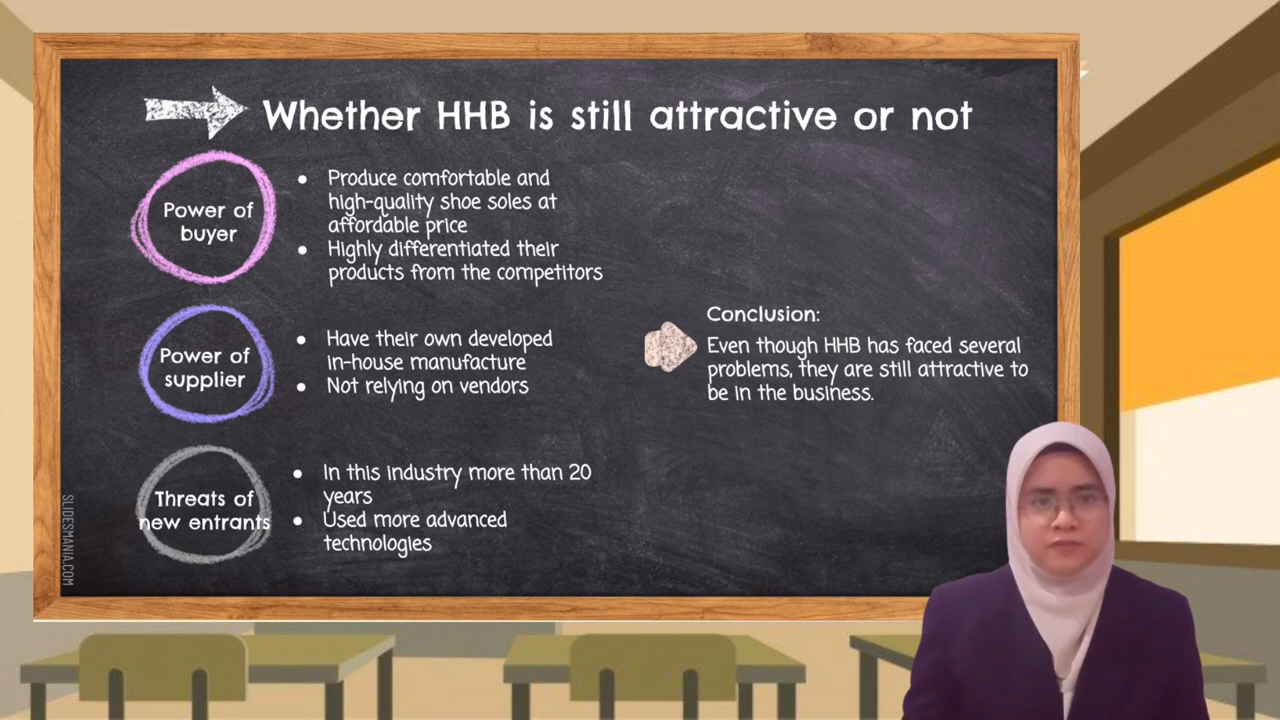 Whether HHB is still attractive or not
Power of
buyer
• Produce comfortable and
high-quality shoe soles at
affordable price
• Highly differentiated their
products from the competitors
Power of
supplier
• Have their own developed
in-house manufacture
• Not relying on vendors
Threats of
new entrants
• In this industry more than 20
years
• Used more advanced
technologies
Conclusion:
Even though HHB has faced several
problems, they are still attractive to
be in the business.
SLIDESMANIA.COM